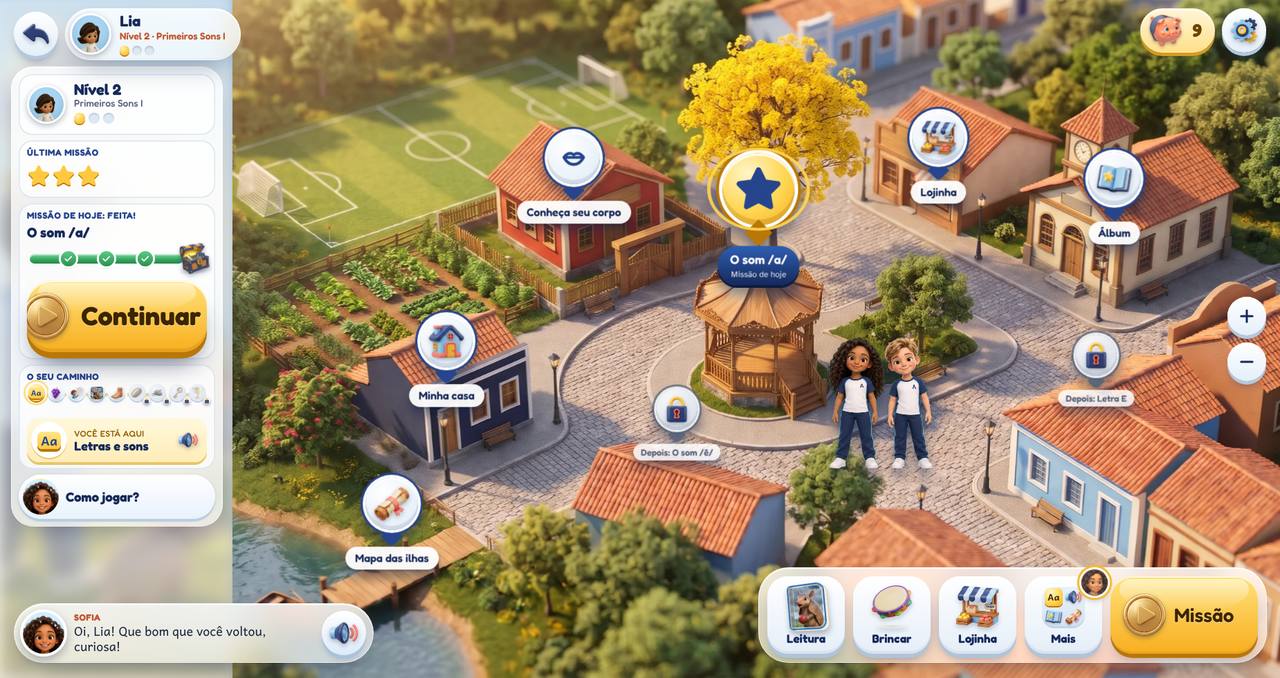 Lia
Nível 2 · Primeiros Sons I
9
Nível 2
Primeiros Sons I
ÚLTIMA MISSÃO
MISSÃO DE HOJE: FEITA!
O som /a/
Continuar
O SEU CAMINHO
Aa
Aa
VOCÊ ESTÁ AQUI
Letras e sons
Como jogar?
SOFIA
Oi, Lia! Que bom que você voltou,
curiosa!
Conheça seu corpo
Lojinha
Álbum
O som /a/
Missão de hoje
Minha casa
Depois: O som /ê/
Depois: Letra E
Mapa das ilhas
+
−
Leitura
Brincar
Lojinha
Aa
Mais
Missão